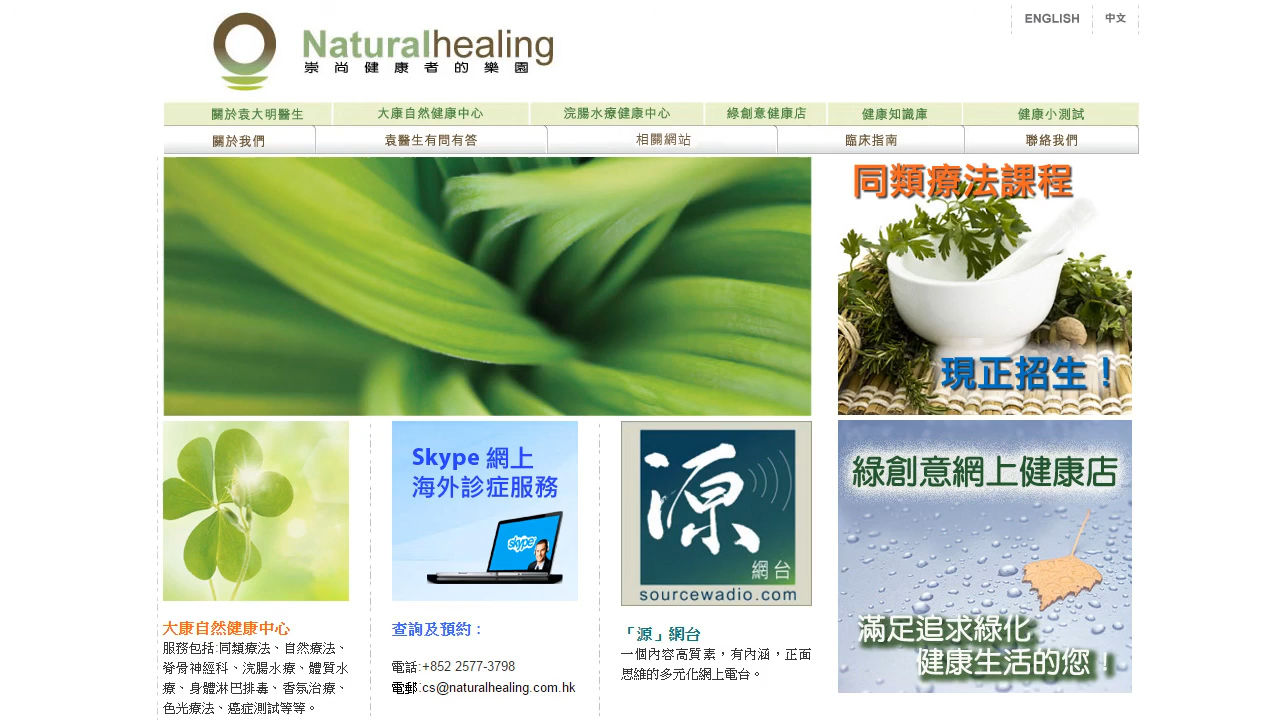 ENGLISH
中文
Naturalhealing
崇尚健康者的樂園
關於袁大明醫生
大康自然健康中心
浣腸水療健康中心
綠創意健康店
健康知識庫
健康小測試
關於我們
袁醫生有問有答
相關網站
臨床指南
聯絡我們
同類療法課程
現正招生！
Skype 網上
海外診症服務
skype
源
網台
sourcewadio.com
綠創意網上健康店
滿足追求綠化
健康生活的您！
大康自然健康中心
服務包括:同類療法、自然療法、
脊骨神經科、浣腸水療、體質水
療、身體淋巴排毒、香氛治療、
色光療法、癌症測試等等。
查詢及預約：
電話:+852 2577-3798
電郵:cs@naturalhealing.com.hk
「源」網台
一個內容高質素，有內涵，正面
思維的多元化網上電台。